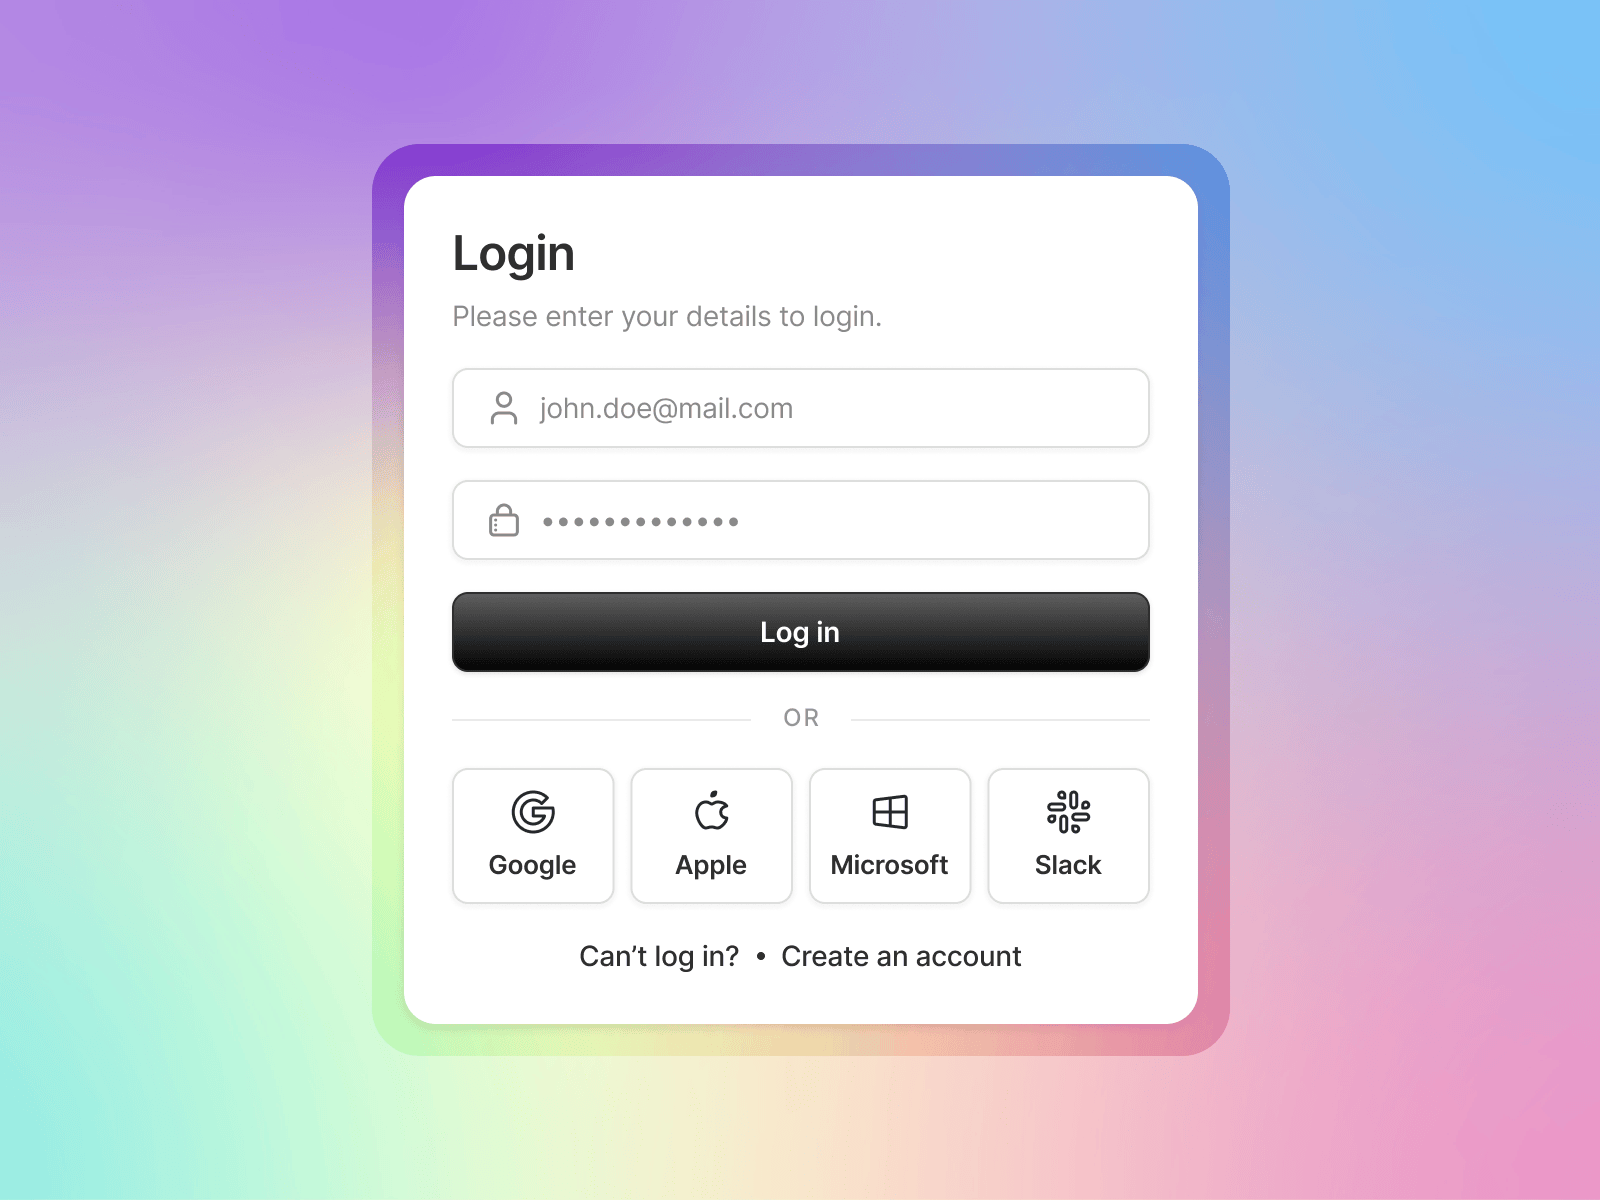 Login
Please enter your details to login.
john.doe@mail.com
•••••••••••••
Log in
OR
Google Apple Microsoft Slack
Can’t log in? • Create an account